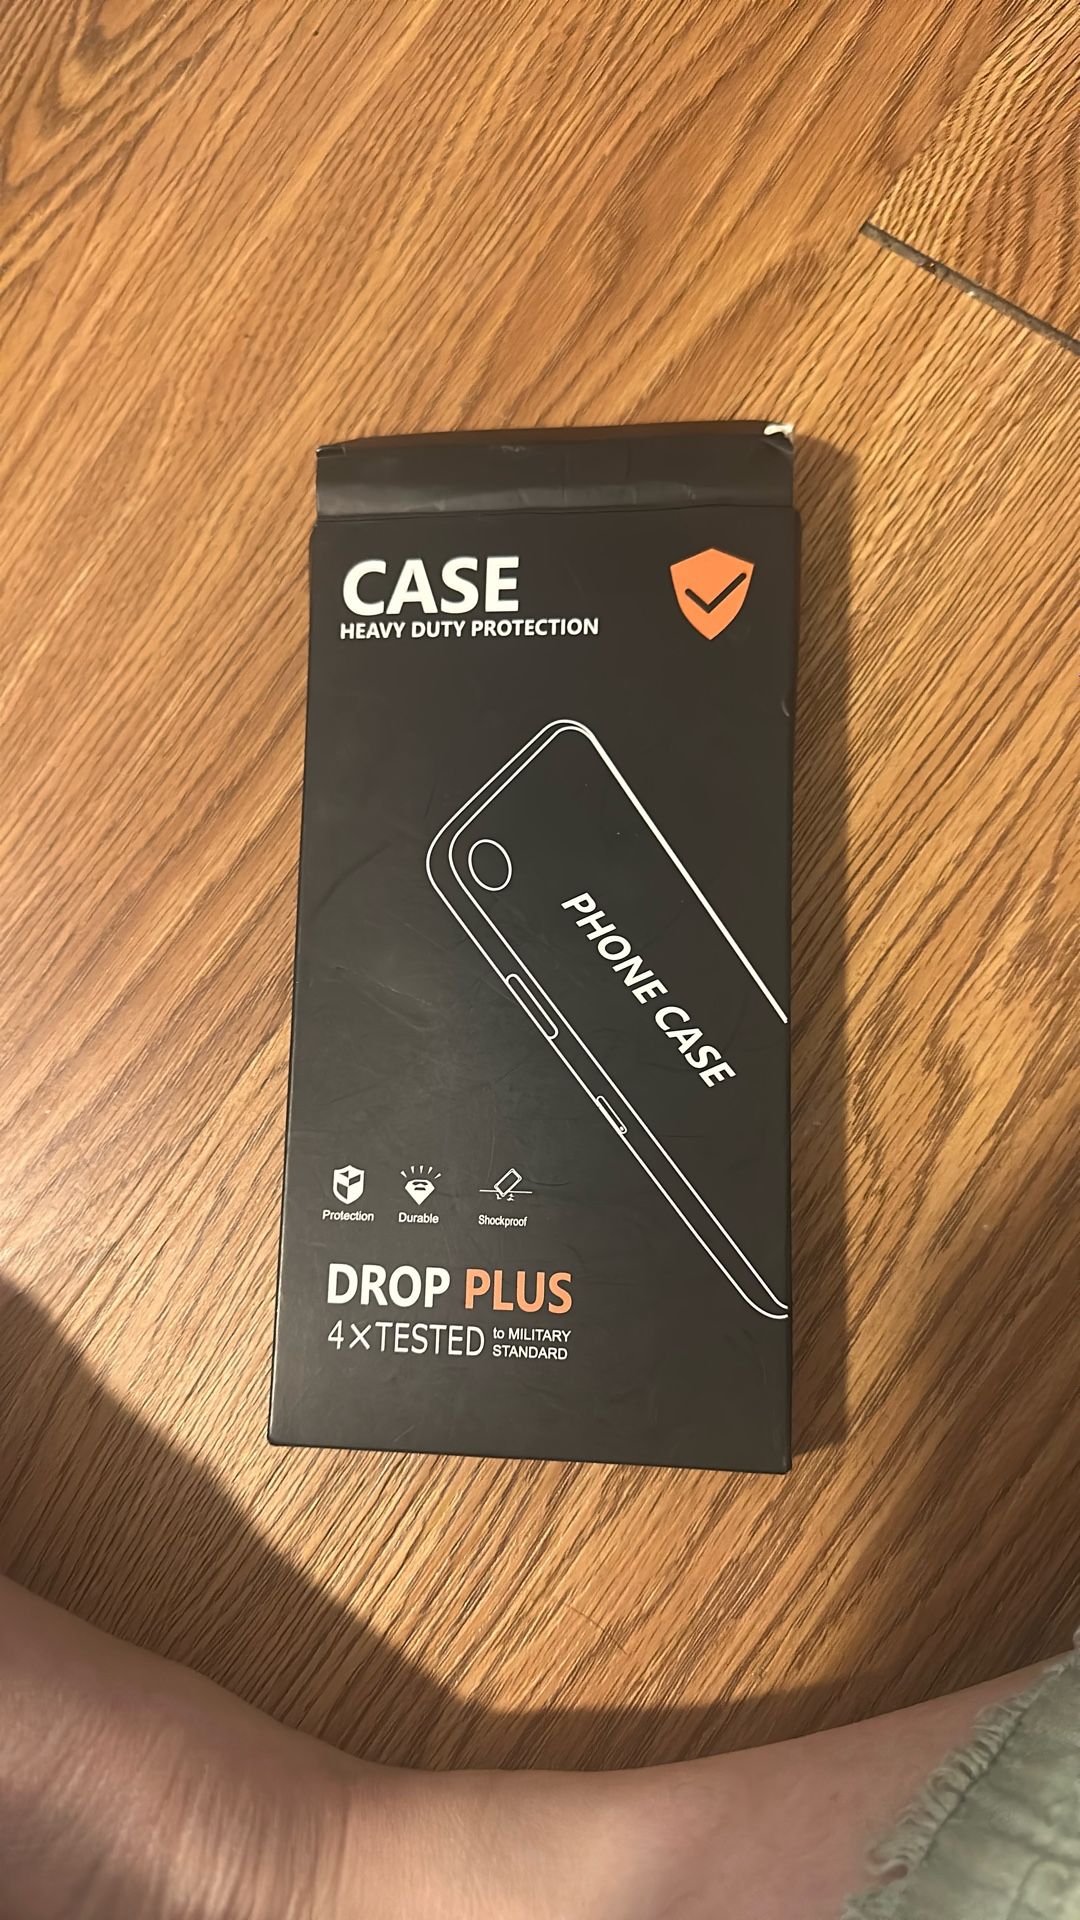 CASE
HEAVY DUTY PROTECTION
PHONE CASE
Protection Durable Shockproof
DROP PLUS
4×TESTED to MILITARY
STANDARD